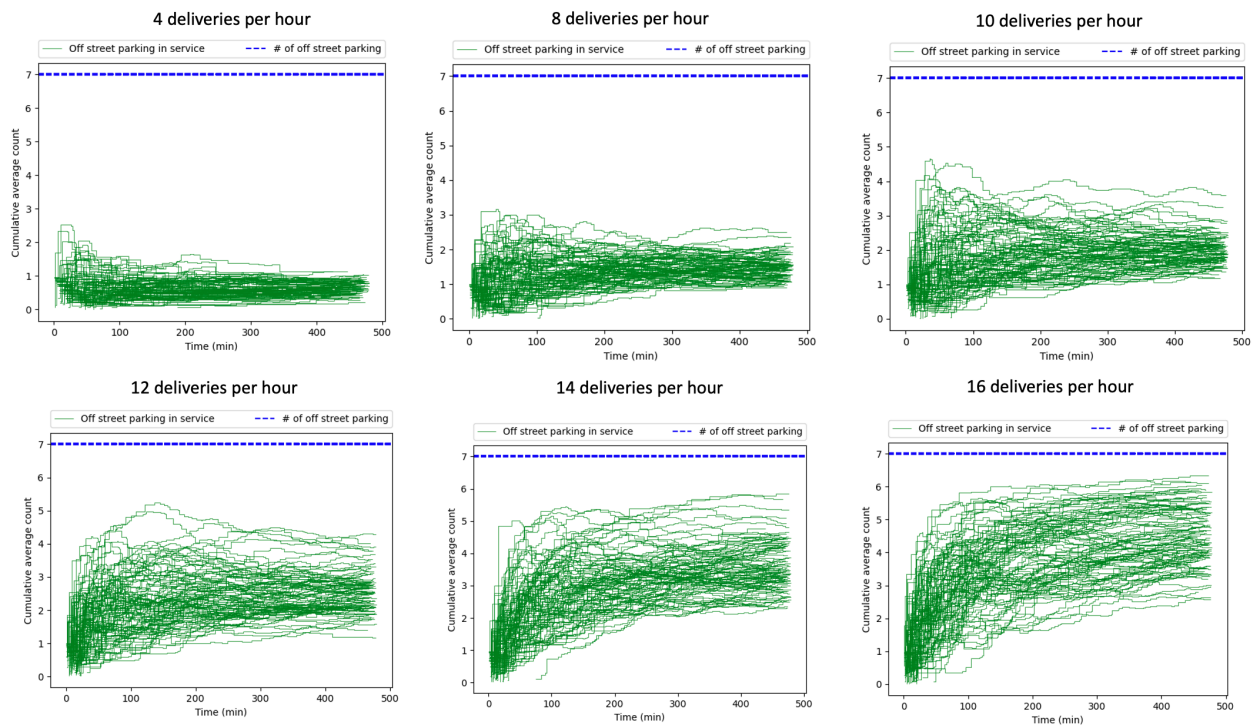 4 deliveries per hour
Off street parking in service
# of off street parking
7
6
5
4
3
2
1
0
Cumulative average count
0 100 200 300 400 500
Time (min)
8 deliveries per hour
Off street parking in service
# of off street parking
7
6
5
4
3
2
1
0
Cumulative average count
0 100 200 300 400 500
Time (min)
10 deliveries per hour
Off street parking in service
# of off street parking
7
6
5
4
3
2
1
0
Cumulative average count
0 100 200 300 400 500
Time (min)
12 deliveries per hour
Off street parking in service
# of off street parking
7
6
5
4
3
2
1
0
Cumulative average count
0 100 200 300 400 500
Time (min)
14 deliveries per hour
Off street parking in service
# of off street parking
7
6
5
4
3
2
1
0
Cumulative average count
0 100 200 300 400 500
Time (min)
16 deliveries per hour
Off street parking in service
# of off street parking
7
6
5
4
3
2
1
0
Cumulative average count
0 100 200 300 400 500
Time (min)